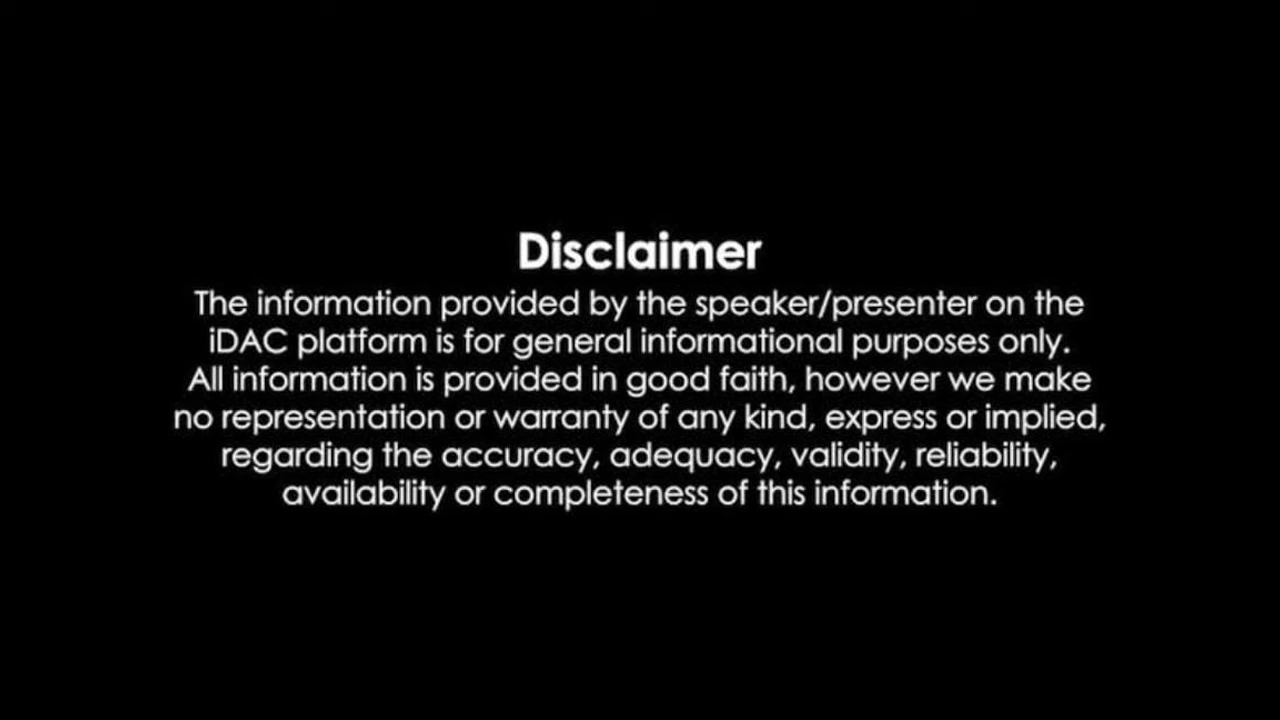 Disclaimer
The information provided by the speaker/presenter on the
iDAC platform is for general informational purposes only.
All information is provided in good faith, however we make
no representation or warranty of any kind, express or implied,
regarding the accuracy, adequacy, validity, reliability,
availability or completeness of this information.